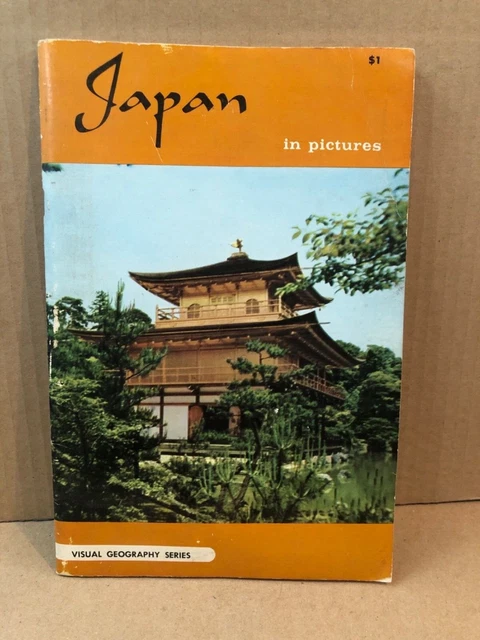 $1
Japan
in pictures
VISUAL GEOGRAPHY SERIES